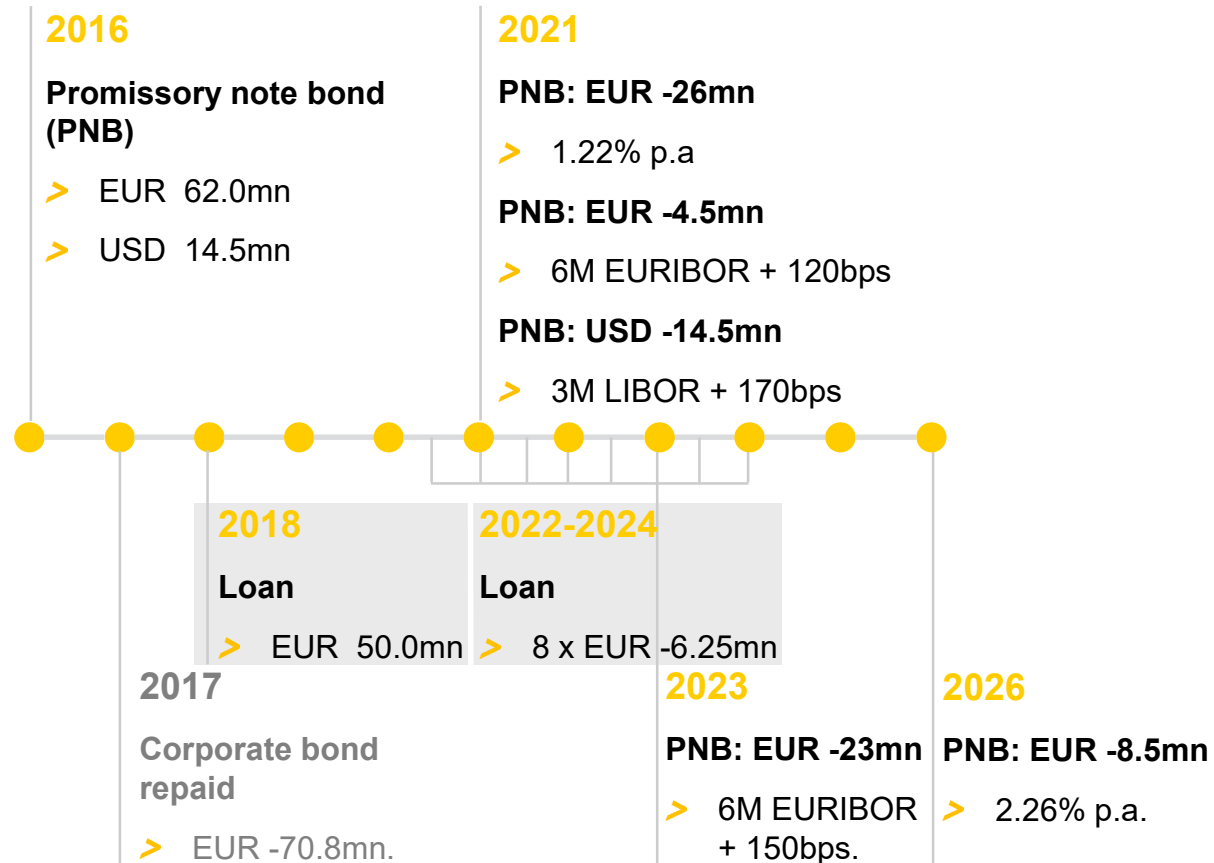 2016
Promissory note bond
(PNB)
> EUR 62.0mn
> USD 14.5mn
2021
PNB: EUR -26mn
> 1.22% p.a
PNB: EUR -4.5mn
> 6M EURIBOR + 120bps
PNB: USD -14.5mn
> 3M LIBOR + 170bps
2018
Loan
> EUR 50.0mn
2022-2024
Loan
> 8 x EUR -6.25mn
2017
Corporate bond
repaid
> EUR -70.8mn.
2023
PNB: EUR -23mn
> 6M EURIBOR
+ 150bps.
2026
PNB: EUR -8.5mn
> 2.26% p.a.